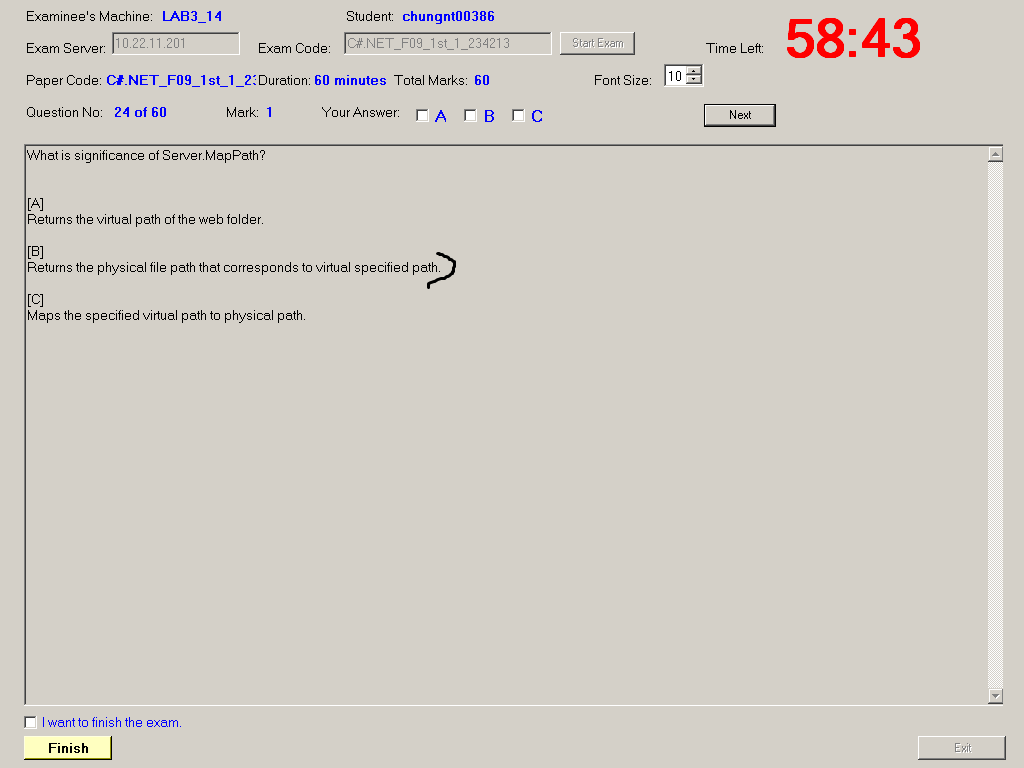 Examinee's Machine: LAB3_14 Student: chungnt00386
Exam Server: 10.22.11.201 Exam Code: C#.NET_F09_1st_1_234213 Start Exam Time Left: 58:43
Paper Code: C#.NET_F09_1st_1_23 Duration: 60 minutes Total Marks: 60 Font Size: 10
Question No: 24 of 60 Mark: 1 Your Answer: A B C Next
What is significance of Server.MapPath?
[A]
Returns the virtual path of the web folder.
[B]
Returns the physical file path that corresponds to virtual specified path.
[C]
Maps the specified virtual path to physical path.
I want to finish the exam.
Finish Exit